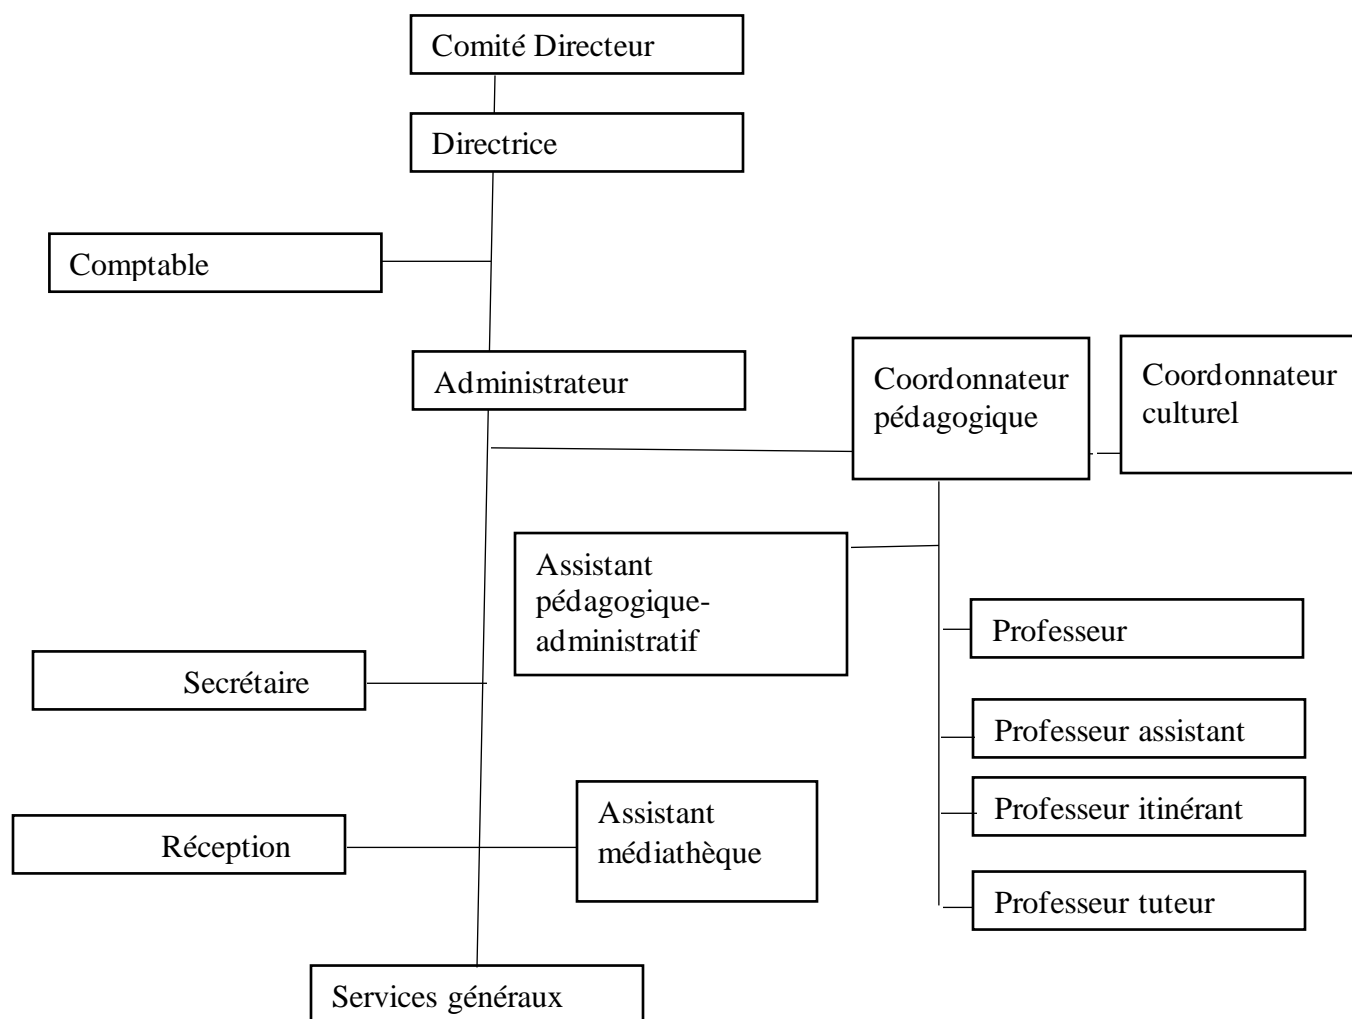 Comité Directeur
Directrice
Comptable
Administrateur
Coordonnateur
pédagogique
Coordonnateur
culturel
Assistant
pédagogique-
administratif
Professeur
Secrétaire
Professeur assistant
Professeur itinérant
Assistant
médiathèque
Réception
Professeur tuteur
Services généraux